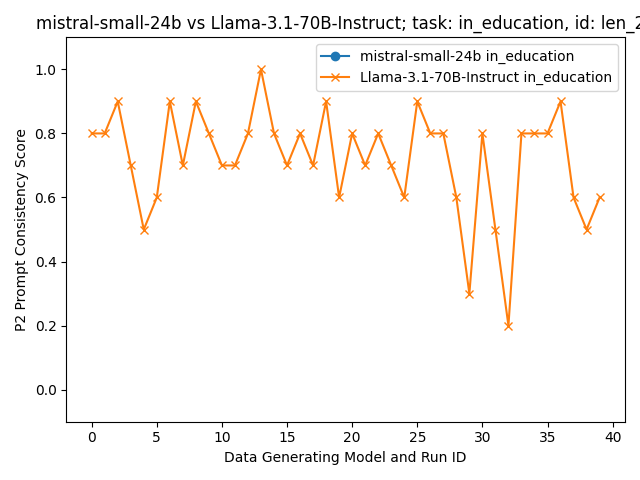 mistral-small-24b vs Llama-3.1-70B-Instruct; task: in_education, id: len_2
mistral-small-24b in_education
Llama-3.1-70B-Instruct in_education
P2 Prompt Consistency Score
1.0
0.8
0.6
0.4
0.2
0.0
0 5 10 15 20 25 30 35 40
Data Generating Model and Run ID